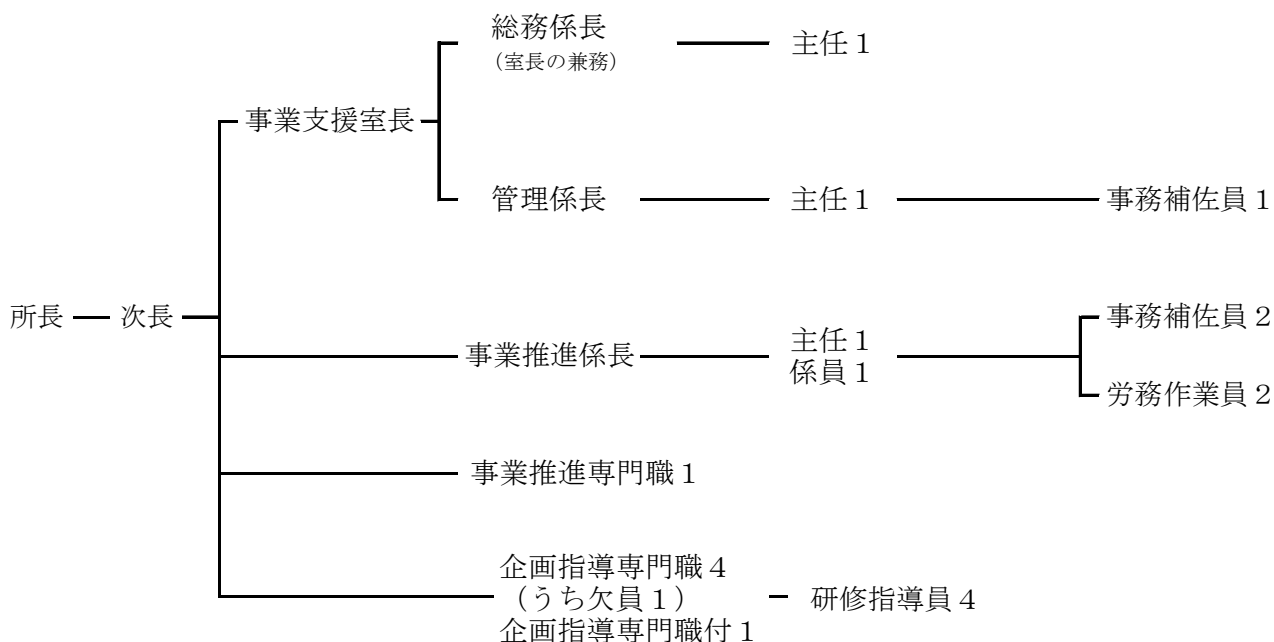 総務係長
(室長の兼務)
主任1
事業支援室長
管理係長
主任1
事務補佐員1
所長
次長
事業推進係長
主任1
係員1
事務補佐員2
労務作業員2
事業推進専門職1
企画指導専門職4
(うち欠員1)
企画指導専門職付1
研修指導員4